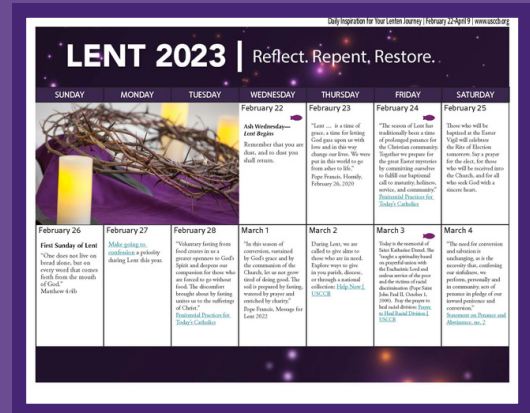 Daily Inspiration for Your Lenten Journey | February 22-April 9 | www.usccb.org
LENT 2023 | Reflect. Repent, Restore.
SUNDAY MONDAY TUESDAY WEDNESDAY THURSDAY FRIDAY SATURDAY
February 22
Ash Wednesday—
Lent Begins
Remember that you are
dust, and to dust you
shall return.
Febraury 23
"Lent … is a time of
grace, a time for letting
God gaze upon us with
love and in this way
change our lives. We were
put in this world to go
from ashes to life."
Pope Francis, Homily,
February 26, 2020
February 24
"The season of Lent has
traditionally been a time
of prolonged penance for
the Christian community.
Together we prepare for
the great Easter mysteries
by committing ourselves
to fulfill our baptismal
call to maturity, holiness,
service, and community."
Penitential Practices for
Today's Catholics
February 25
Those who will be
baptized at the Easter
Vigil will celebrate
the Rite of Election
tomorrow. Say a prayer
for the elect, for those
who will be received into
the Church, and for all
who seek God with a
sincere heart.
February 26
First Sunday of Lent
"One does not live on
bread alone, but on
every word that comes
forth from the mouth
of God."
Matthew 4:4b
February 27
Make going to
confession a priority
during Lent this year.
February 28
"Voluntary fasting from
food creates in us a
greater openness to God's
Spirit and deepens our
compassion for those who
are forced to go without
food. The discomfort
brought about by fasting
unites us to the sufferings
of Christ."
Penitential Practices for
Today's Catholics
March 1
"In this season of
conversion, sustained
by God's grace and by
the communion of the
Church, let us not grow
tired of doing good. The
soil is prepared by fasting,
watered by prayer and
enriched by charity."
Pope Francis, Message for
Lent 2022
March 2
During Lent, we are
called to give alms to
those who are in need.
Explore ways to give
in you parish, diocese,
or through a national
collection: Help Now |
USCCB
March 3
Today is the memorial of
Saint Katharine Drexel. She
"taught a spirituality based
on prayerful union with
the Eucharistic Lord and
zealous service of the poor
and the victims of racial
discrimination (Pope Saint
John Paul II, October 1,
2000). Pray the prayer to
heal racial division: Prayer
to Heal Racial Division |
USCCB
March 4
"The need for conversion
and salvation is
unchanging, as is the
necessity that, confessing
our sinfulness, we
perform, personally and
in community, acts of
penance in pledge of our
inward penitence and
conversion."
Statement on Penance and
Abstinence, no. 2